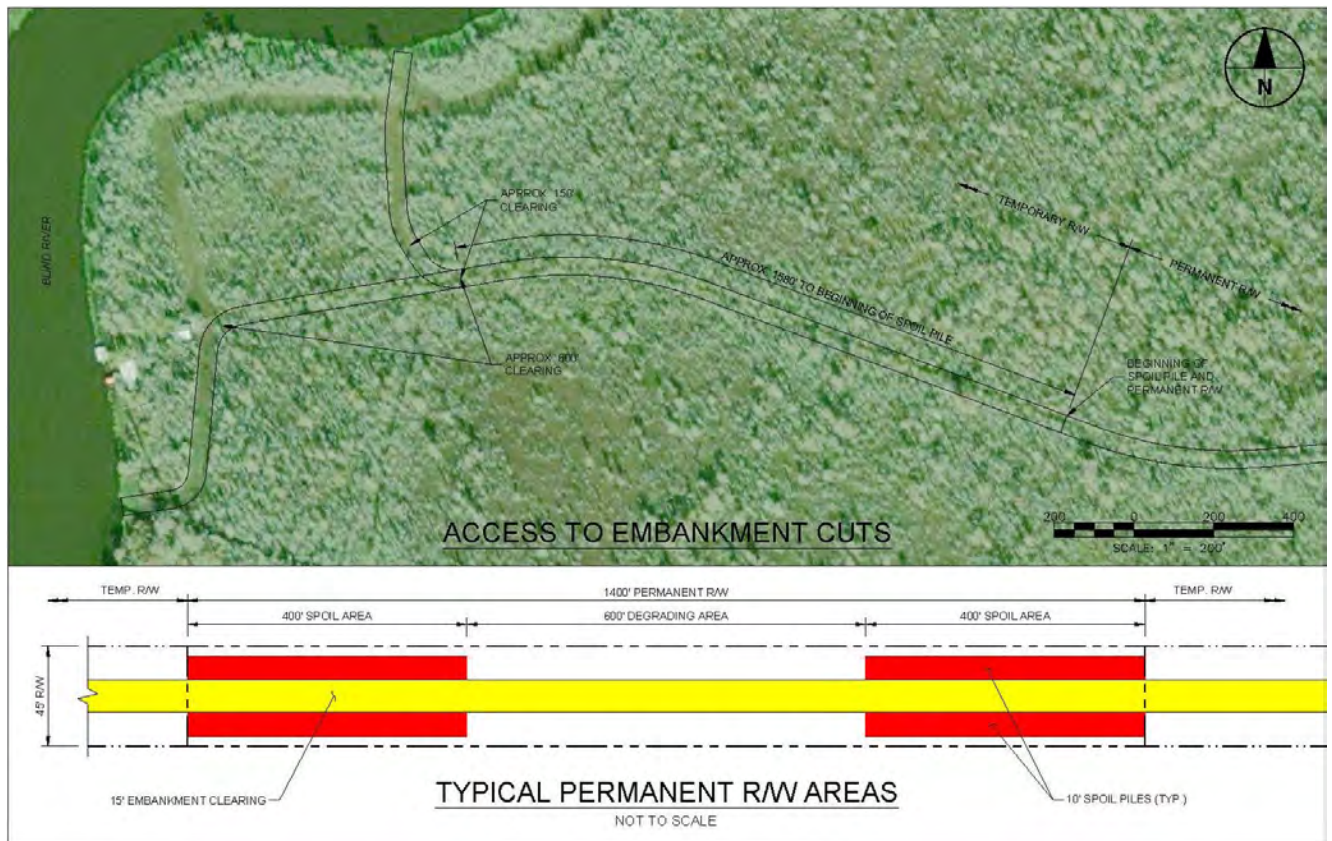 N
APPROX. 150'
CLEARING
TEMPORARY R/W
PERMANENT R/W
BLIND RIVER
APPROX. 1580' TO BEGINNING OF SPOIL PILE
APPROX. 600'
CLEARING
BEGINNING OF
SPOIL PILE AND
PERMANENT R/W
ACCESS TO EMBANKMENT CUTS
200 0 200 400
SCALE: 1" = 200'
TEMP. R/W
1400' PERMANENT R/W
TEMP. R/W
400' SPOIL AREA
600' DEGRADING AREA
400' SPOIL AREA
45' R/W
15' EMBANKMENT CLEARING
TYPICAL PERMANENT R/W AREAS
10' SPOIL PILES (TYP.)
NOT TO SCALE